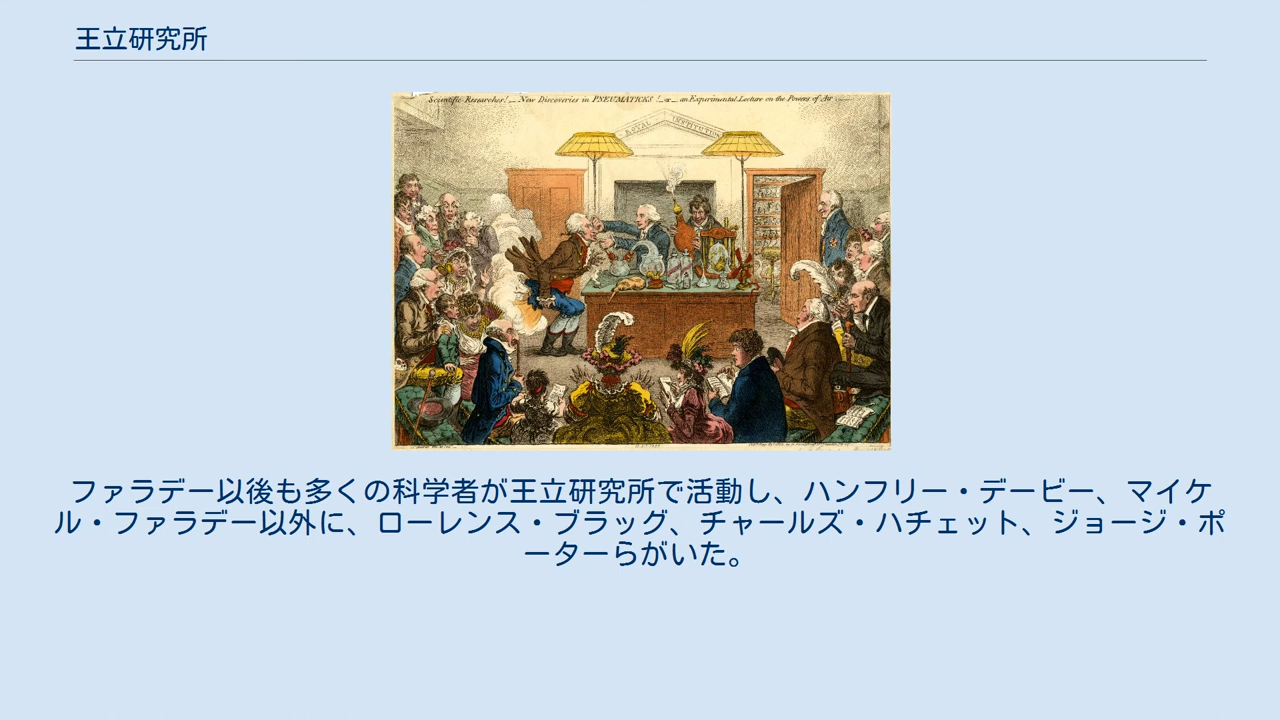 王立研究所
Scientific Researches! _ New Discoveries in PNEUMATICKS! _ or _ an Experimental Lecture on the Powers of Air
ROYAL INSTITUTION
ファラデー以後も多くの科学者が王立研究所で活動し、ハンフリー・デービー、マイケ
ル・ファラデー以外に、ローレンス・ブラッグ、チャールズ・ハチェット、ジョージ・ポ
ーターらがいた。